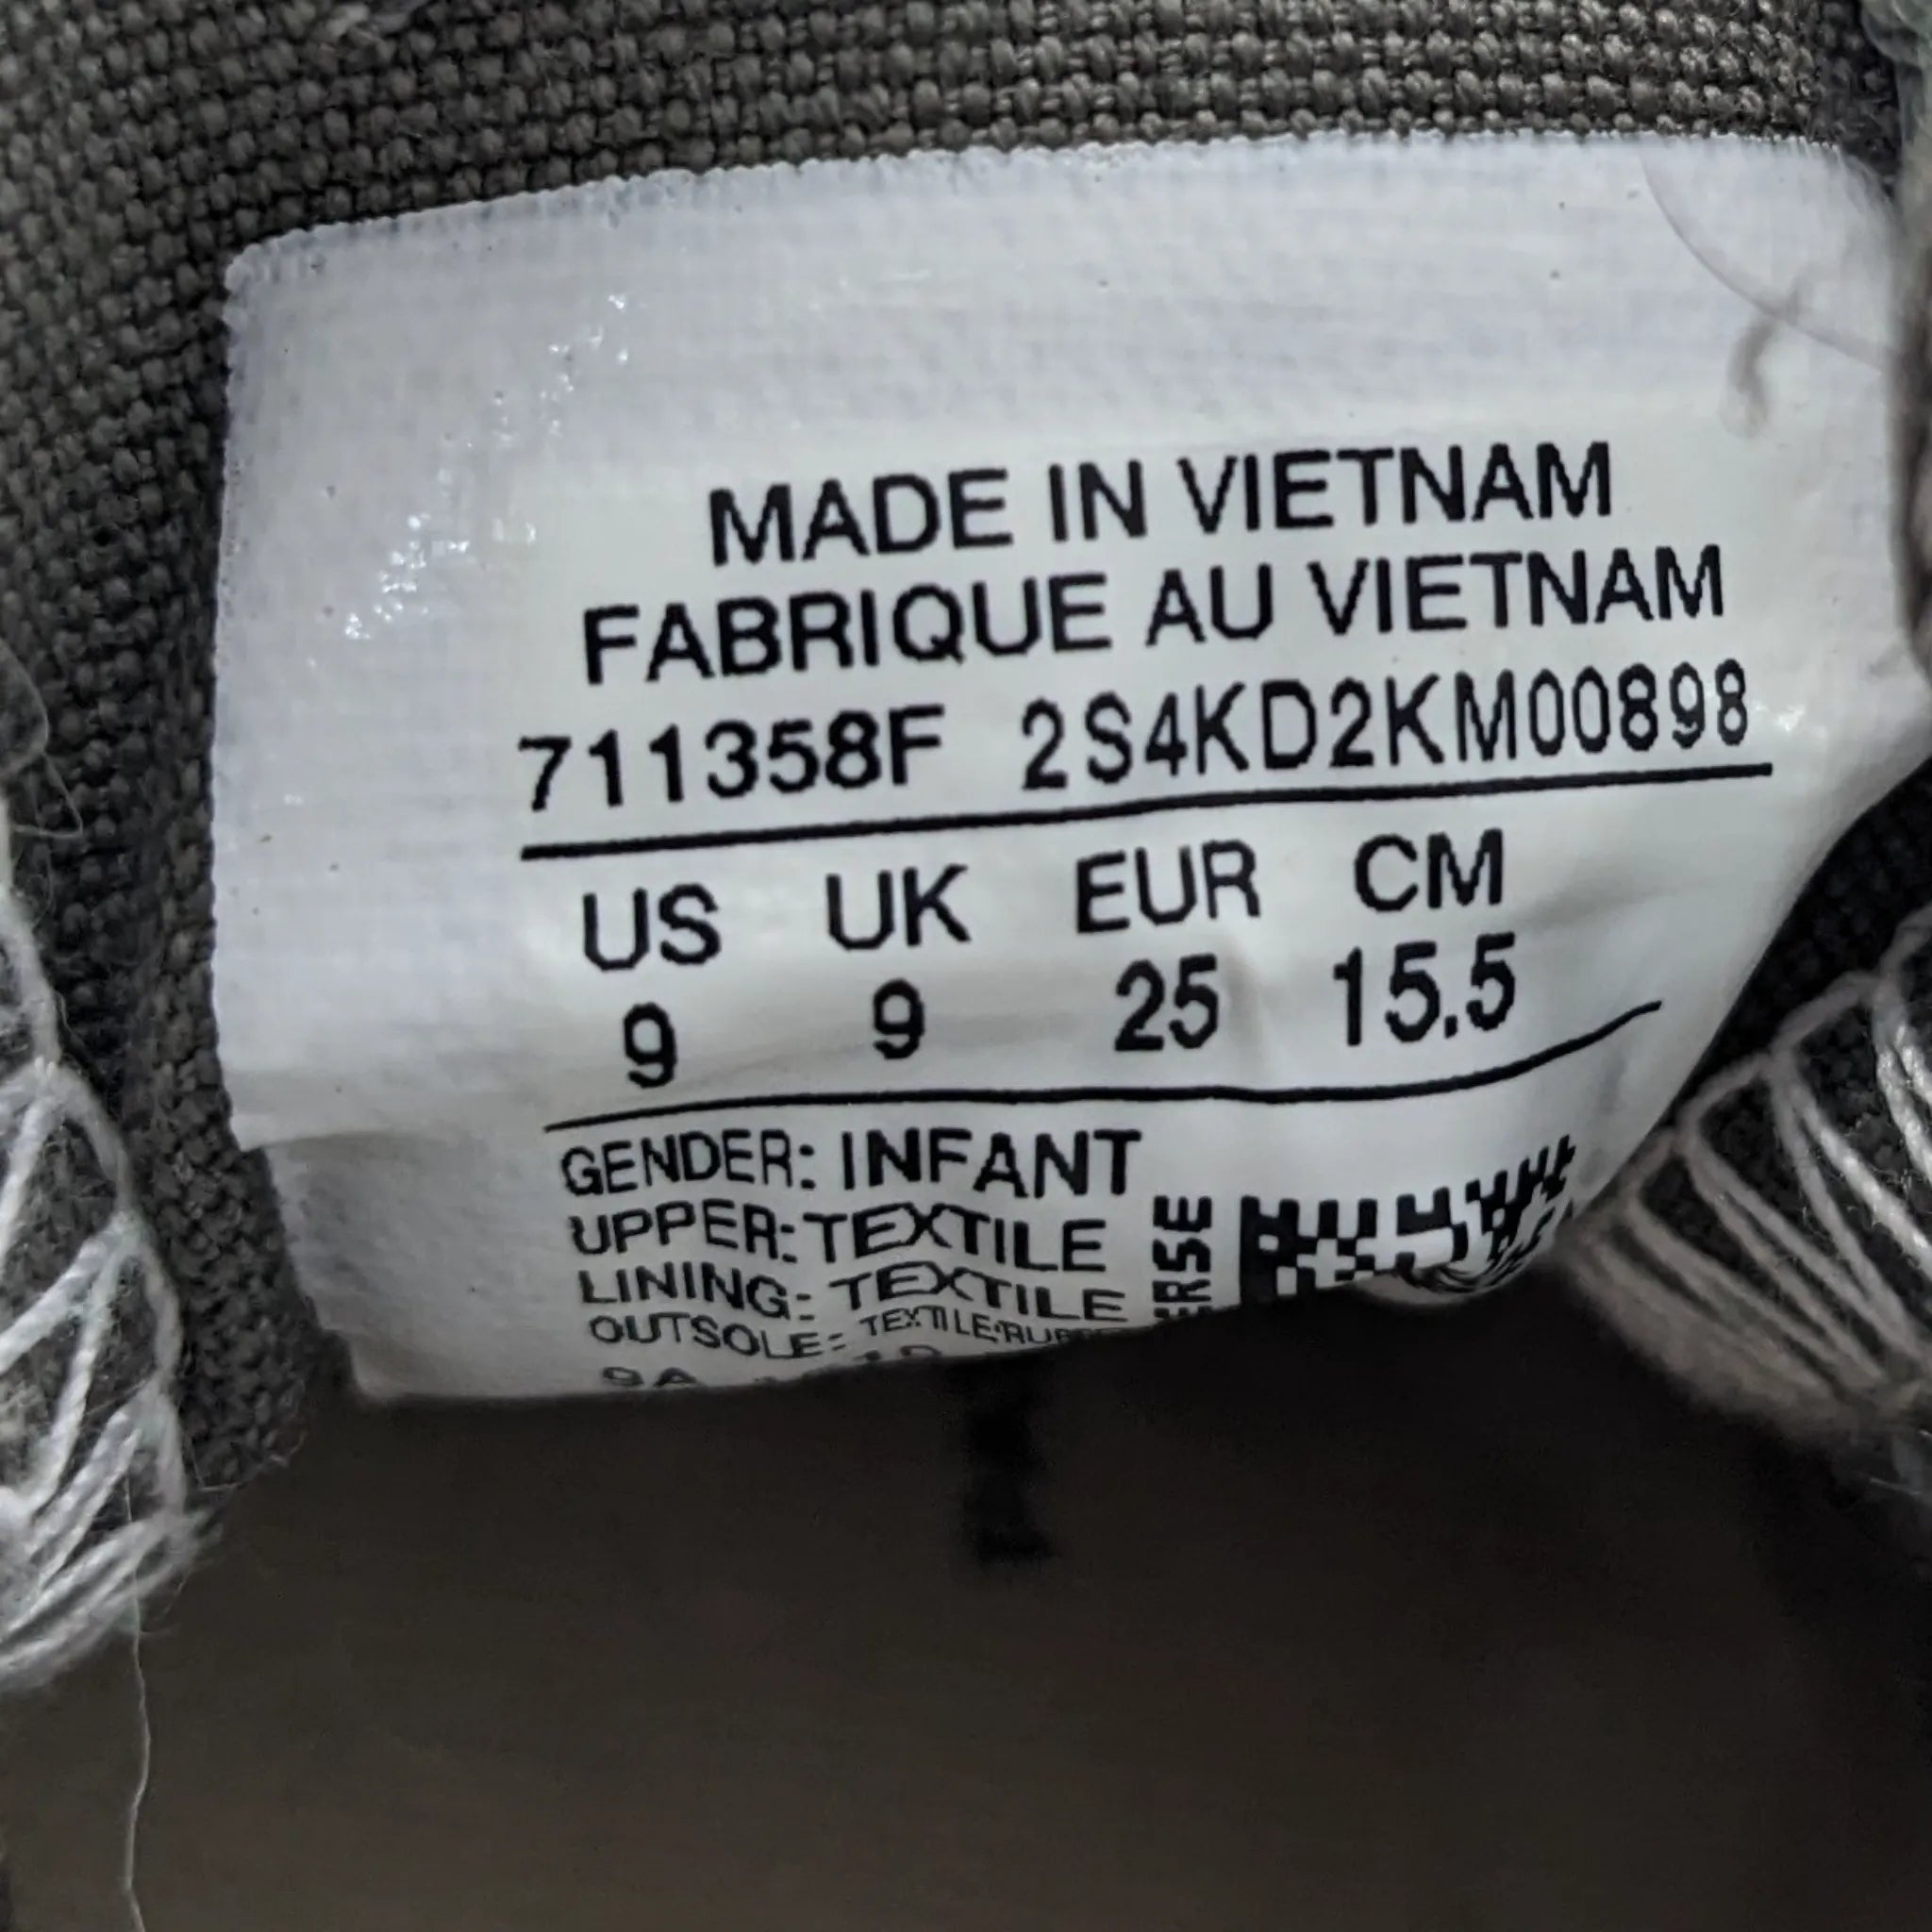 MADE IN VIETNAM
FABRIQUE AU VIETNAM
711358F 2S4KD2KM00898
US UK EUR CM
9 9 25 15.5
GENDER: INFANT
UPPER: TEXTILE
LINING: TEXTILE
OUTSOLE: